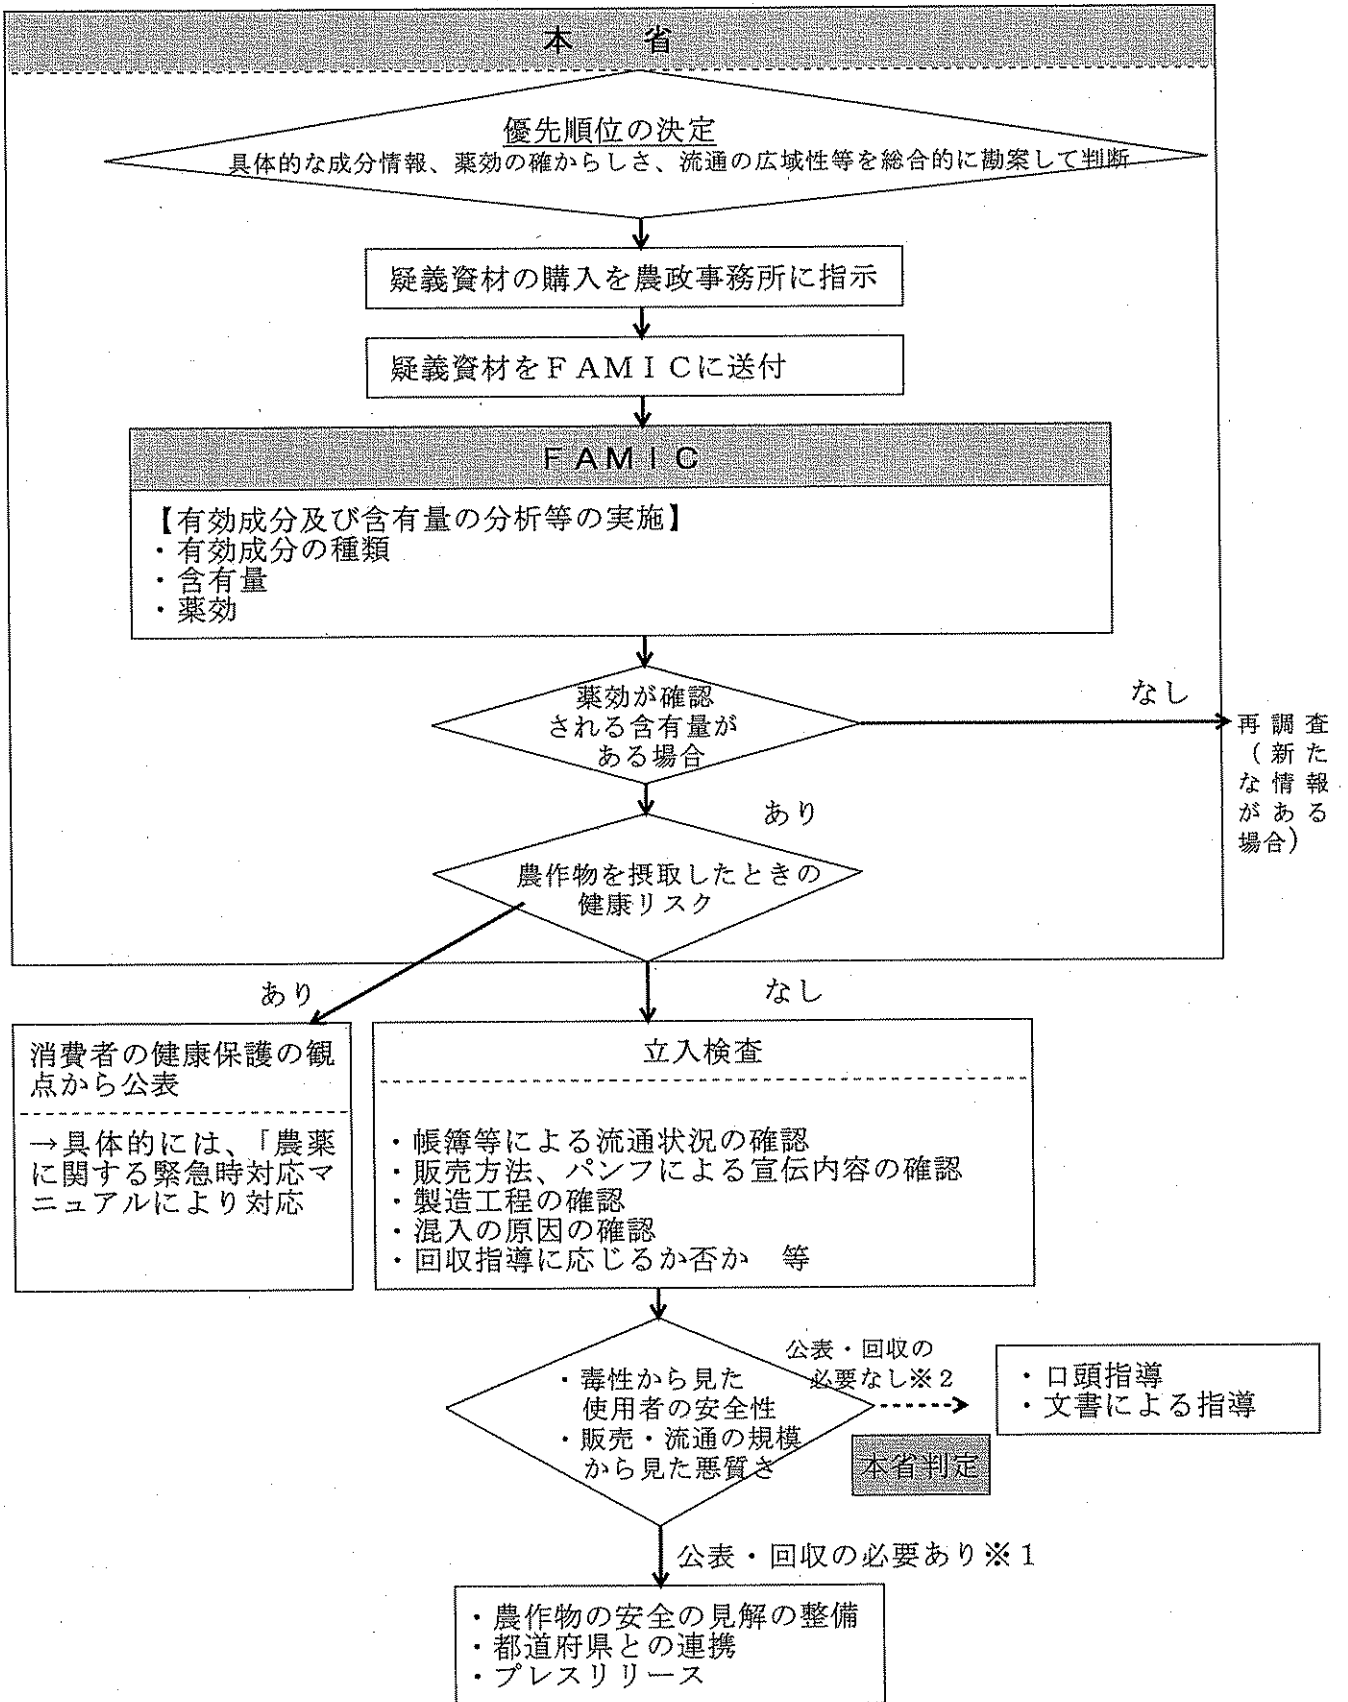 本　省
優先順位の決定
具体的な成分情報、薬効の確からしさ、流通の広域性等を総合的に勘案して判断
疑義資材の購入を農政事務所に指示
疑義資材をＦＡＭＩＣに送付
ＦＡＭＩＣ
【有効成分及び含有量の分析等の実施】
・有効成分の種類
・含有量
・薬効
薬効が確認
される含有量が
ある場合
なし
再調査
（新た
な情報
がある
場合）
あり
農作物を摂取したときの
健康リスク
あり
なし
消費者の健康保護の観
点から公表
→具体的には、「農薬
に関する緊急時対応マ
ニュアルにより対応
立入検査
・帳簿等による流通状況の確認
・販売方法、パンフによる宣伝内容の確認
・製造工程の確認
・混入の原因の確認
・回収指導に応じるか否か　等
・毒性から見た
使用者の安全性
・販売・流通の規模
から見た悪質さ
公表・回収の
必要なし※２
・口頭指導
・文書による指導
本省判定
公表・回収の必要あり※１
・農作物の安全の見解の整備
・都道府県との連携
・プレスリリース